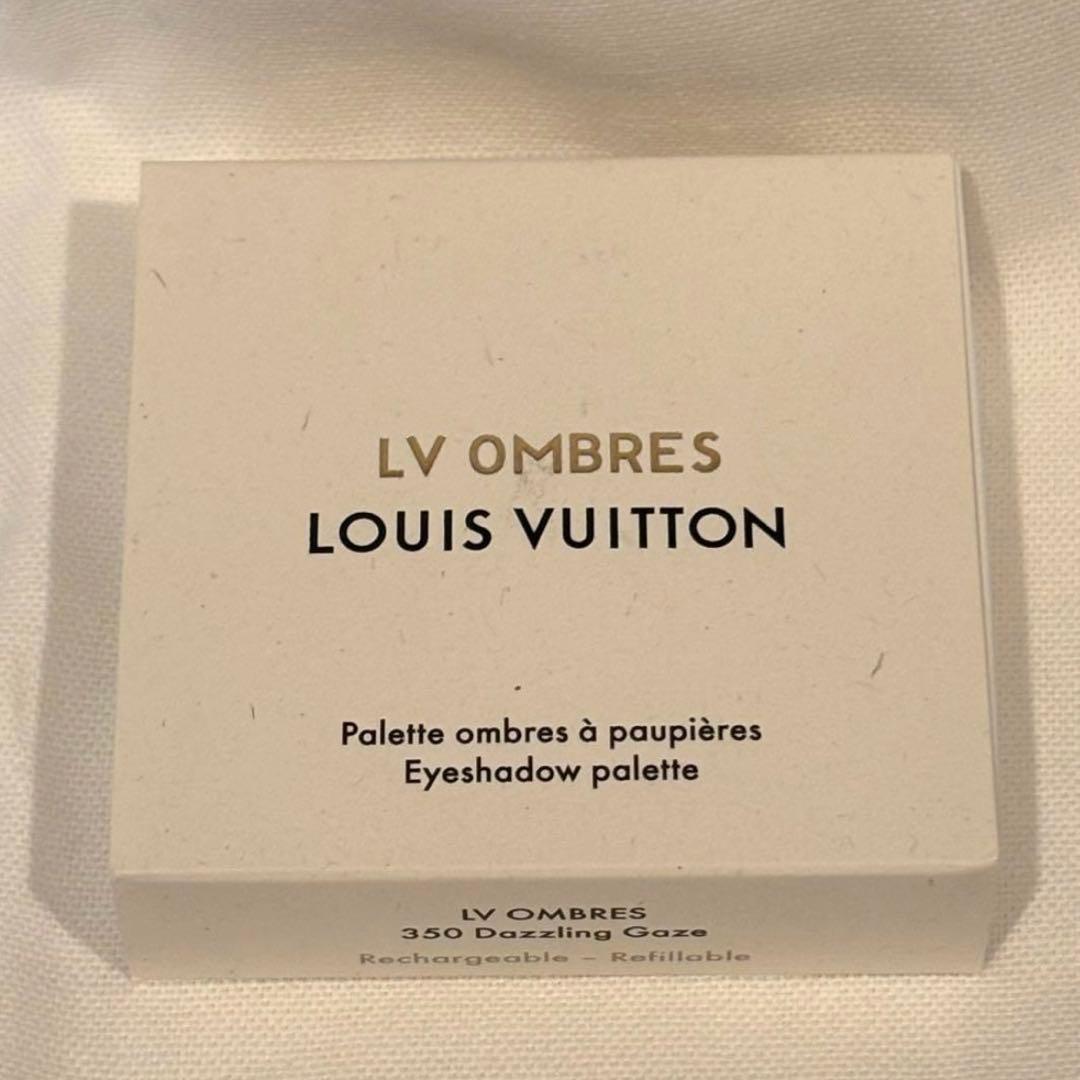 LV OMBRES
LOUIS VUITTON
Palette ombres à paupières
Eyeshadow palette
LV OMBRES
350 Dazzling Gaze
Rechargeable – Refillable